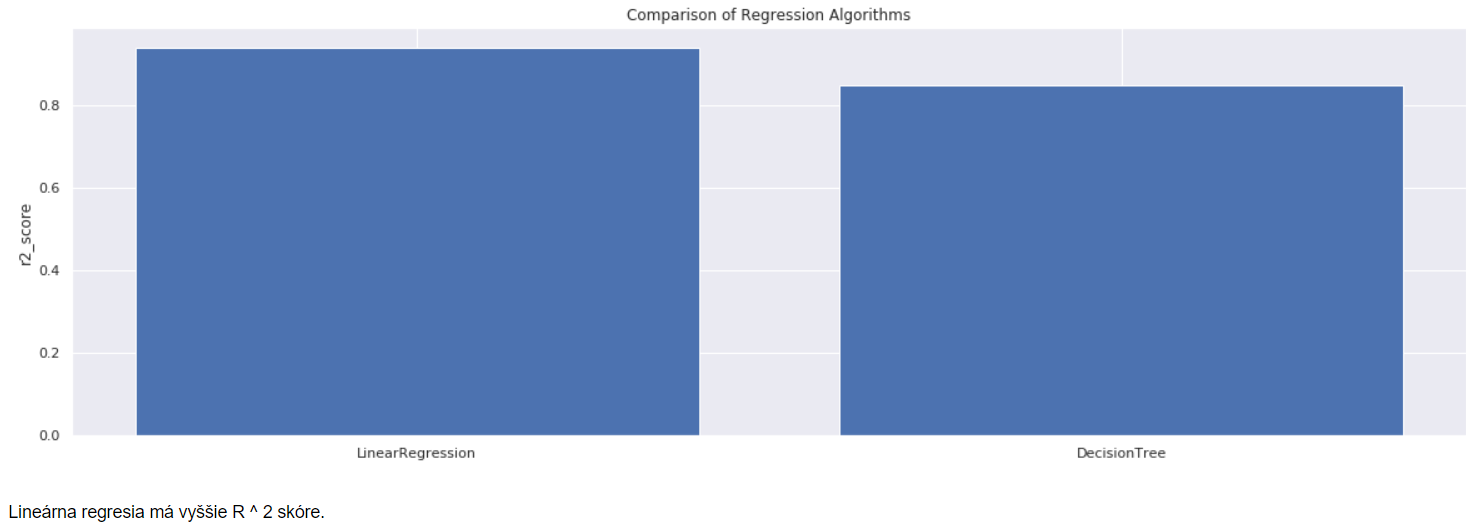 Comparison of Regression Algorithms
0.8
0.6
0.4
0.2
0.0
r2_score
LinearRegression
DecisionTree
Lineárna regresia má vyššie R ^ 2 skóre.